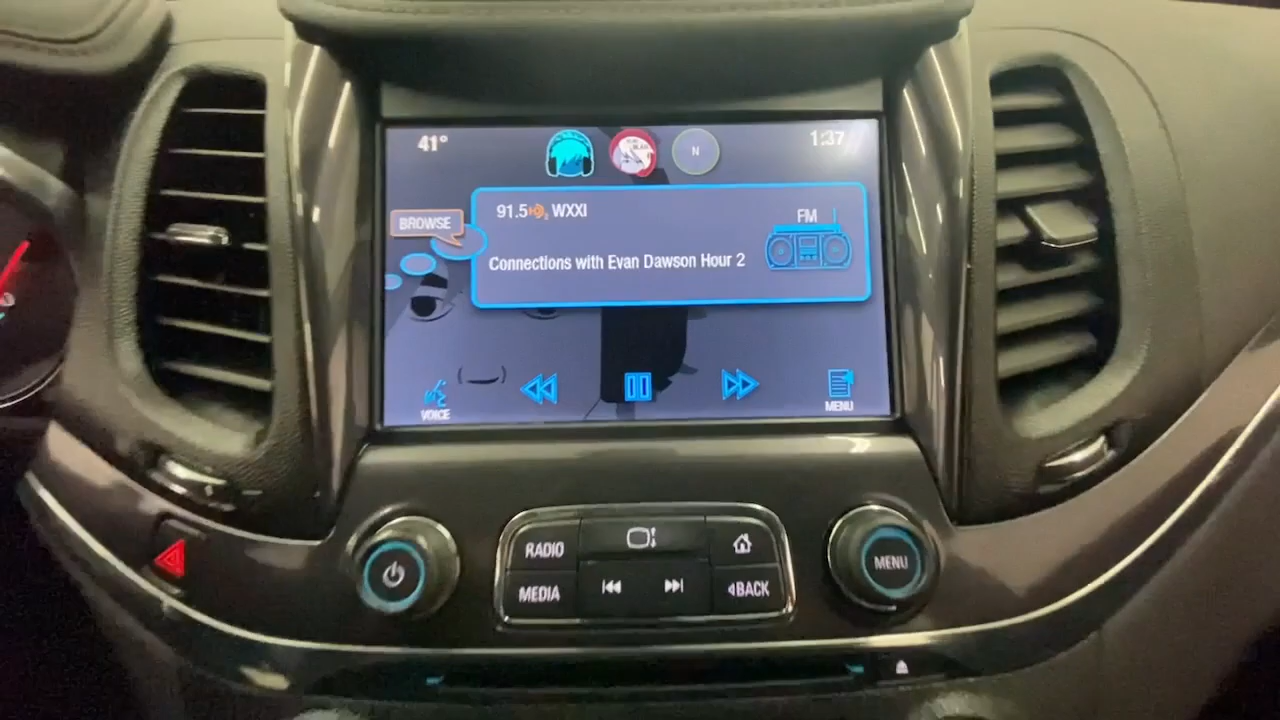 41°
N
1:37
BROWSE
91.5 HD2 WXXI
FM
Connections with Evan Dawson Hour 2
VOICE
MENU
RADIO
MEDIA
BACK
MENU